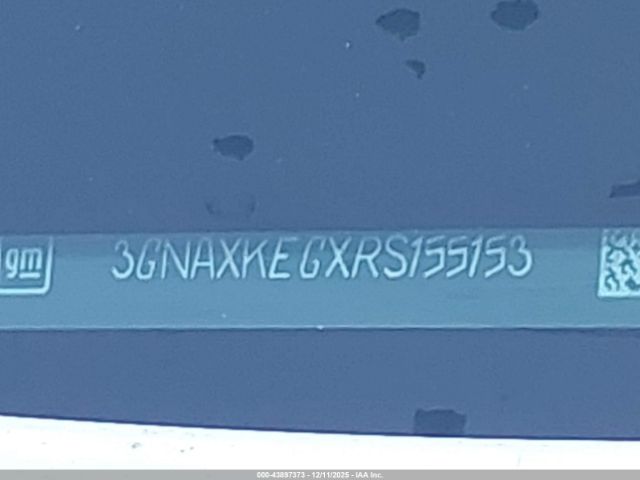 gm 3GNAXKEGXRS155153
000-43897373 - 12/11/2025 - IAA Inc.